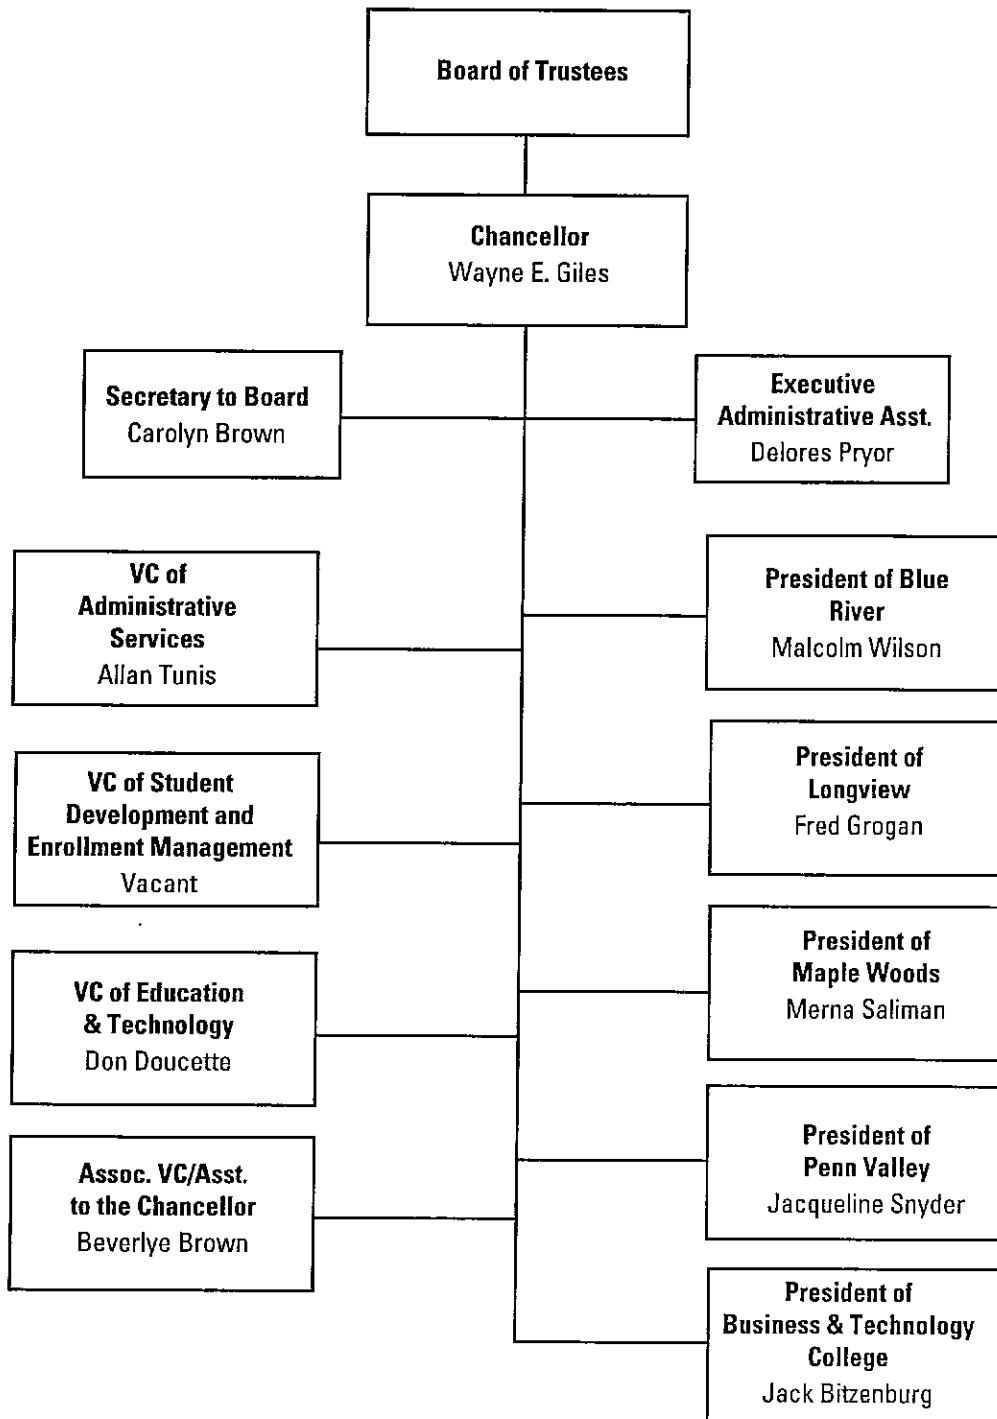 Board of Trustees
Chancellor
Wayne E. Giles
Secretary to Board
Carolyn Brown
Executive
Administrative Asst.
Delores Pryor
VC of
Administrative
Services
Allan Tunis
President of Blue
River
Malcolm Wilson
VC of Student
Development and
Enrollment Management
Vacant
President of
Longview
Fred Grogan
VC of Education
& Technology
Don Doucette
President of
Maple Woods
Merna Saliman
Assoc. VC/Asst.
to the Chancellor
Beverlye Brown
President of
Penn Valley
Jacqueline Snyder
President of
Business & Technology
College
Jack Bitzenburg